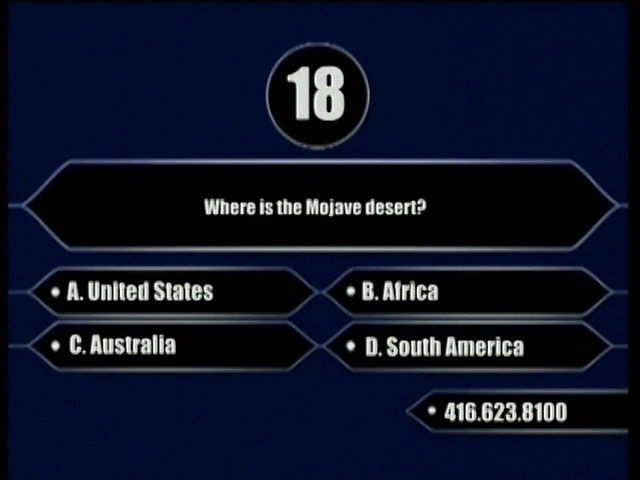 18
Where is the Mojave desert?
• A. United States
• B. Africa
• C. Australia
• D. South America
• 416.623.8100